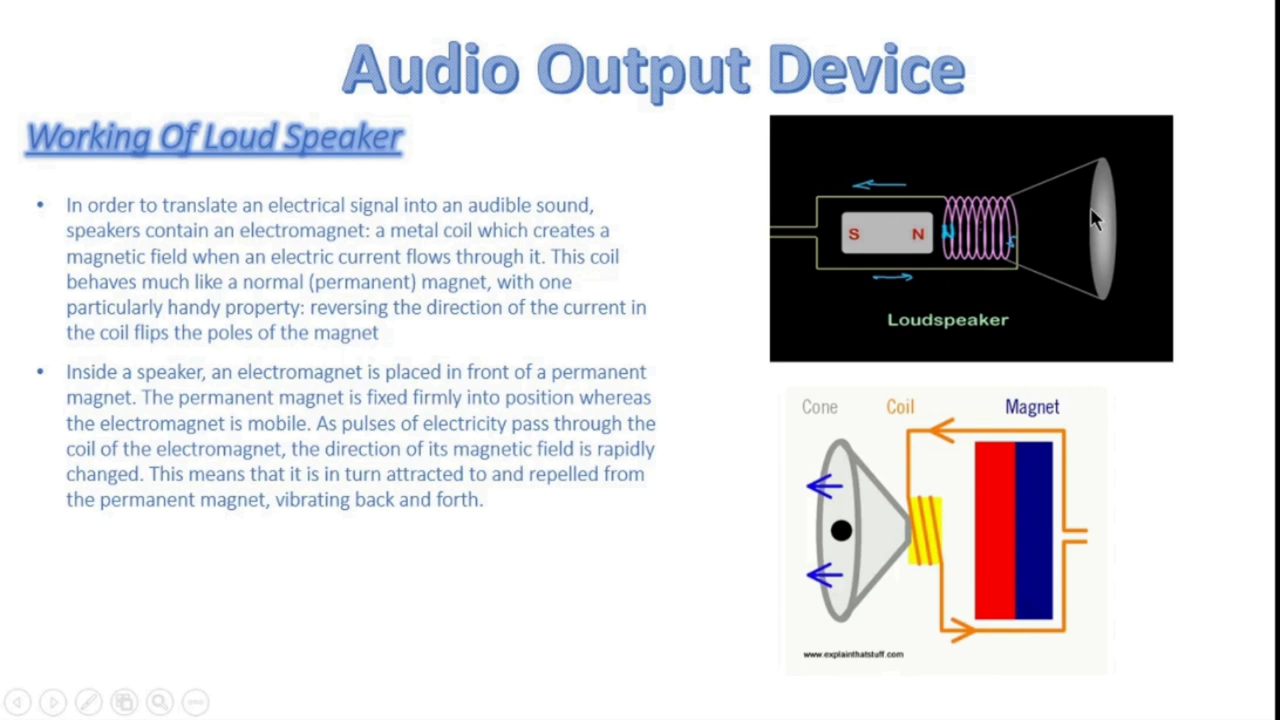 Audio Output Device
Working Of Loud Speaker
• In order to translate an electrical signal into an audible sound,
speakers contain an electromagnet: a metal coil which creates a
magnetic field when an electric current flows through it. This coil
behaves much like a normal (permanent) magnet, with one
particularly handy property: reversing the direction of the current in
the coil flips the poles of the magnet
• Inside a speaker, an electromagnet is placed in front of a permanent
magnet. The permanent magnet is fixed firmly into position whereas
the electromagnet is mobile. As pulses of electricity pass through the
coil of the electromagnet, the direction of its magnetic field is rapidly
changed. This means that it is in turn attracted to and repelled from
the permanent magnet, vibrating back and forth.
S N N S
Loudspeaker
Cone Coil Magnet
www.explainthatstuff.com